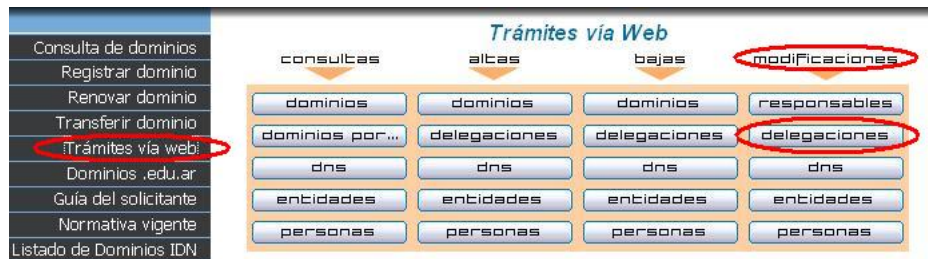 Consulta de dominios
Registrar dominio
Renovar dominio
Transferir dominio
Trámites vía web
Dominios .edu.ar
Guía del solicitante
Normativa vigente
Listado de Dominios IDN
Trámites vía Web
consultas altas bajas modificaciones
dominios dominios dominios responsables
dominios por... delegaciones delegaciones delegaciones
dns dns dns dns
entidades entidades entidades entidades
personas personas personas personas